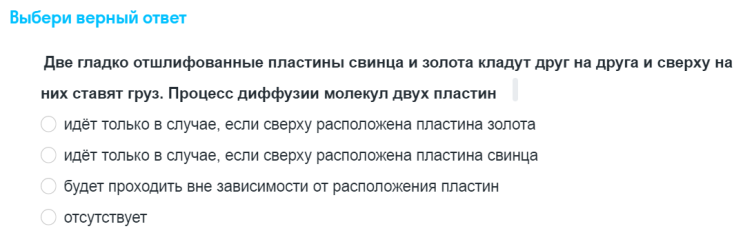 Выбери верный ответ
Две гладко отшлифованные пластины свинца и золота кладут друг на друга и сверху на
них ставят груз. Процесс диффузии молекул двух пластин
идёт только в случае, если сверху расположена пластина золота
идёт только в случае, если сверху расположена пластина свинца
будет проходить вне зависимости от расположения пластин
отсутствует